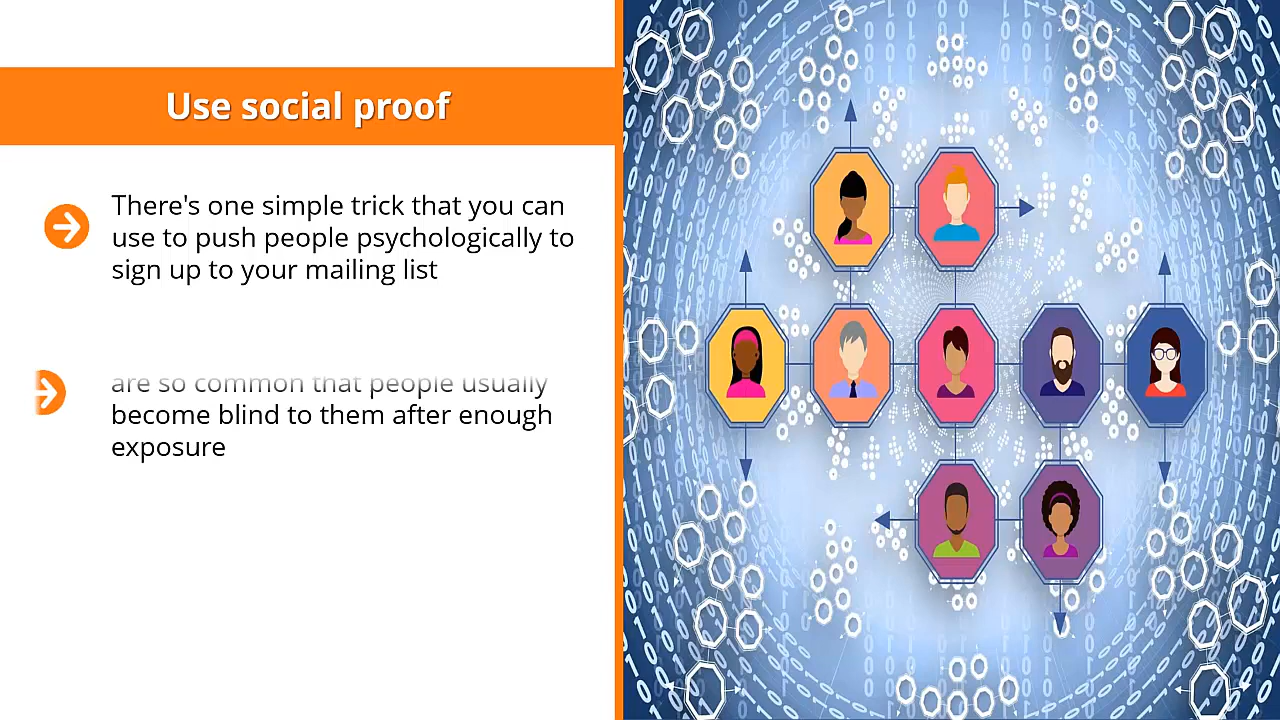 Use social proof
There's one simple trick that you can
use to push people psychologically to
sign up to your mailing list
are so common that people usually
become blind to them after enough
exposure